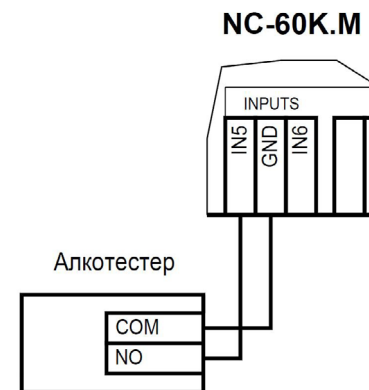 NC-60K.M
INPUTS
IN5
GND
IN6
Алкотестер
COM
NO